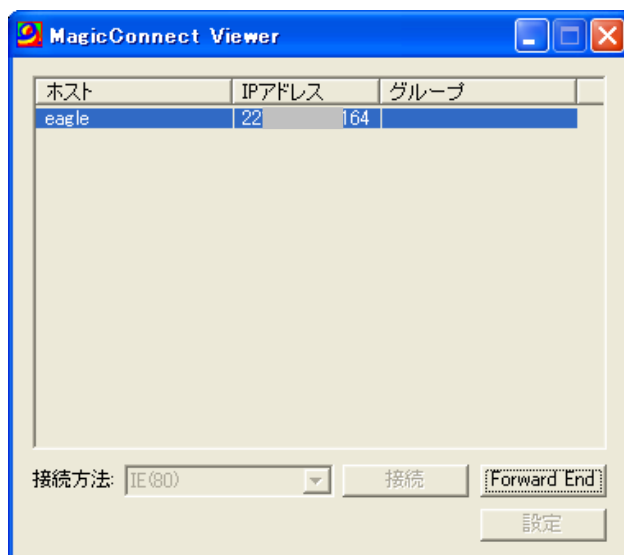 MagicConnect Viewer
ホスト IPアドレス グループ
eagle 22 164
接続方法: IE(80) 接続 Forward End
設定